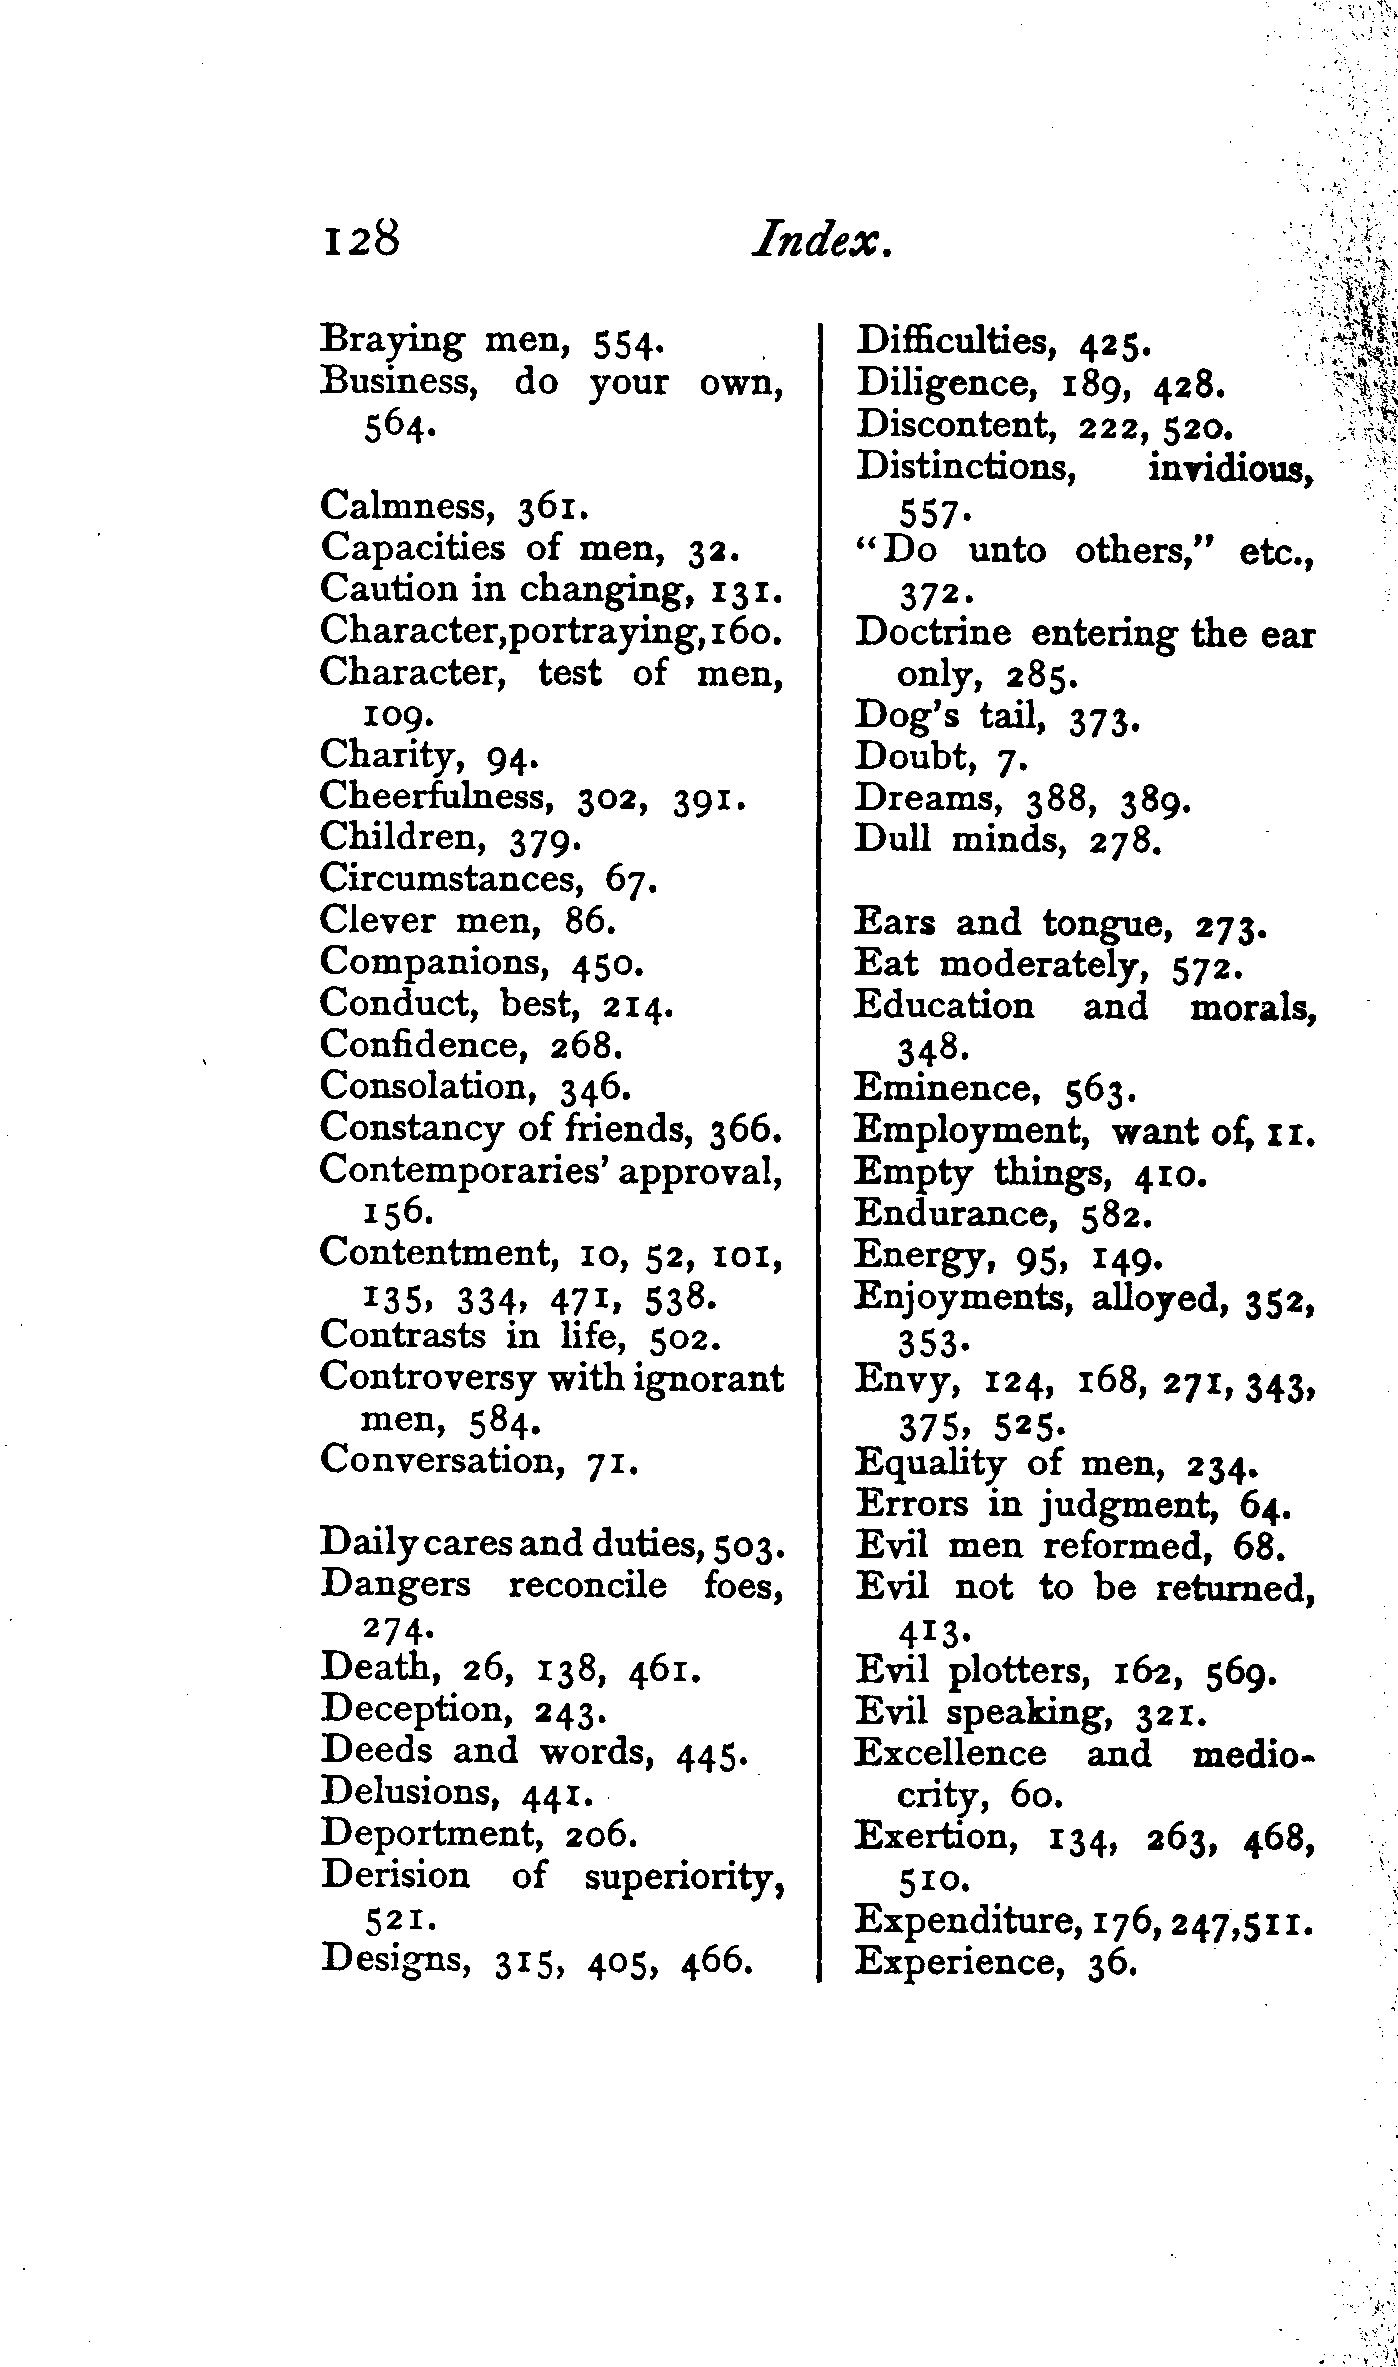 128 Index.
Braying men, 554.
Business, do your own,
564.
Calmness, 361.
Capacities of men, 32.
Caution in changing, 131.
Character, portraying, 160.
Character, test of men,
109.
Charity, 94.
Cheerfulness, 302, 391.
Children, 379.
Circumstances, 67.
Clever men, 86.
Companions, 450.
Conduct, best, 214.
Confidence, 268.
Consolation, 346.
Constancy of friends, 366.
Contemporaries' approval,
156.
Contentment, 10, 52, 101,
135, 334, 471, 538.
Contrasts in life, 502.
Controversy with ignorant
men, 584.
Conversation, 71.
Daily cares and duties, 503.
Dangers reconcile foes,
274.
Death, 26, 138, 461.
Deception, 243.
Deeds and words, 445.
Delusions, 441.
Deportment, 206.
Derision of superiority,
521.
Designs, 315, 405, 466.
Difficulties, 425.
Diligence, 189, 428.
Discontent, 222, 520.
Distinctions, invidious,
557.
"Do unto others," etc.,
372.
Doctrine entering the ear
only, 285.
Dog's tail, 373.
Doubt, 7.
Dreams, 388, 389.
Dull minds, 278.
Ears and tongue, 273.
Eat moderately, 572.
Education and morals,
348.
Eminence, 563.
Employment, want of, 11.
Empty things, 410.
Endurance, 582.
Energy, 95, 149.
Enjoyments, alloyed, 352,
353.
Envy, 124, 168, 271, 343,
375, 525.
Equality of men, 234.
Errors in judgment, 64.
Evil men reformed, 68.
Evil not to be returned,
413.
Evil plotters, 162, 569.
Evil speaking, 321.
Excellence and medio-
crity, 60.
Exertion, 134, 263, 468,
510.
Expenditure, 176, 247, 511.
Experience, 36.